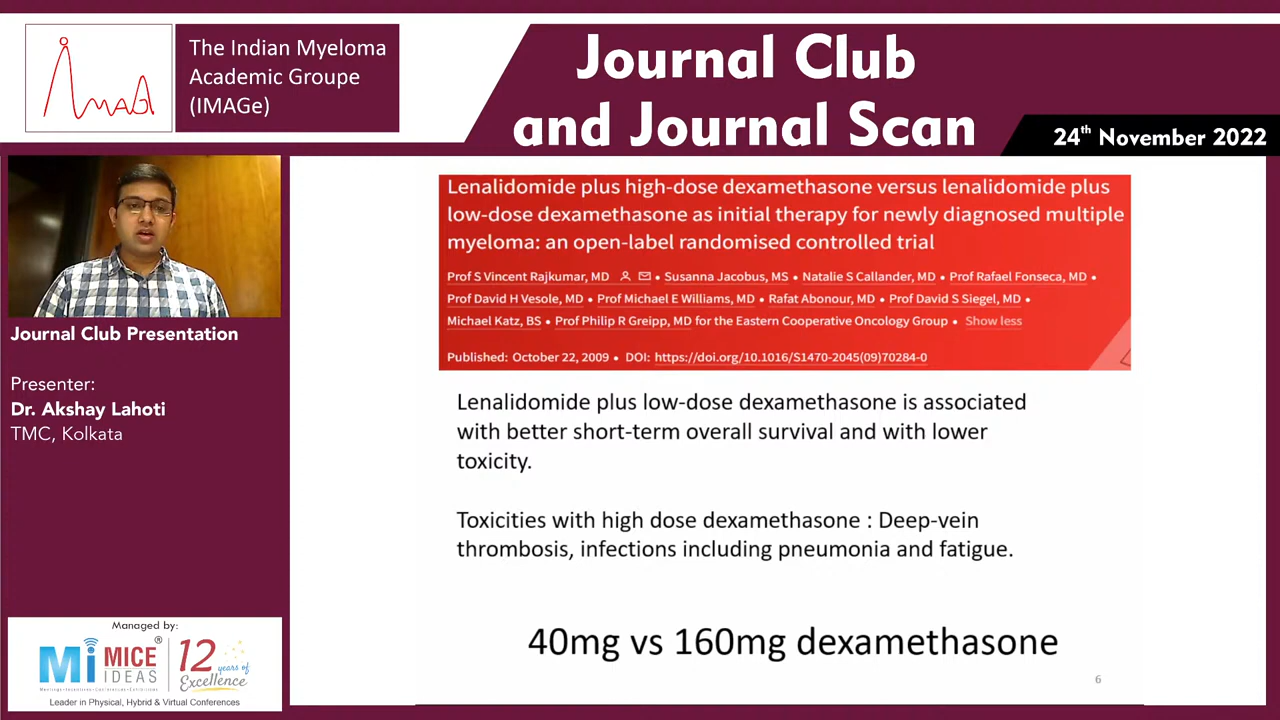 ImAGe
The Indian Myeloma
Academic Groupe
(IMAGe)
Journal Club
and Journal Scan
24th November 2022
Journal Club Presentation
Presenter:
Dr. Akshay Lahoti
TMC, Kolkata
Lenalidomide plus high-dose dexamethasone versus lenalidomide plus
low-dose dexamethasone as initial therapy for newly diagnosed multiple
myeloma: an open-label randomised controlled trial
Prof S Vincent Rajkumar, MD • Susanna Jacobus, MS • Natalie S Callander, MD • Prof Rafael Fonseca, MD •
Prof David H Vesole, MD • Prof Michael E Williams, MD • Rafat Abonour, MD • Prof David S Siegel, MD •
Michael Katz, BS • Prof Philip R Greipp, MD for the Eastern Cooperative Oncology Group • Show less
Published: October 22, 2009 • DOI: https://doi.org/10.1016/S1470-2045(09)70284-0
Lenalidomide plus low-dose dexamethasone is associated
with better short-term overall survival and with lower
toxicity.
Toxicities with high dose dexamethasone : Deep-vein
thrombosis, infections including pneumonia and fatigue.
40mg vs 160mg dexamethasone
6
Managed by:
Mi MICE IDEAS ®
12 years of Excellence
Leader in Physical, Hybrid & Virtual Conferences